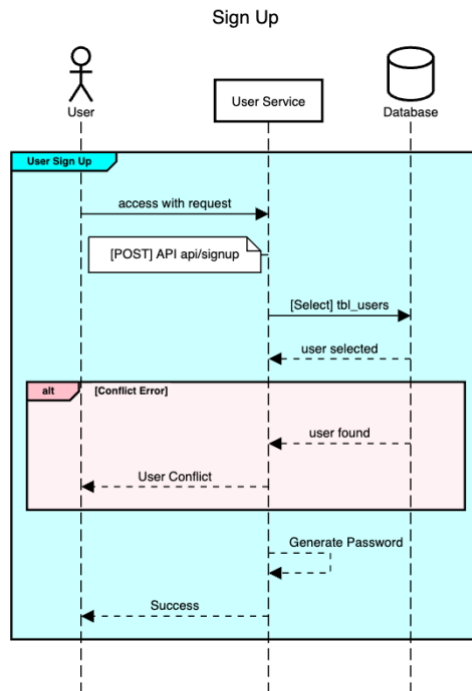 Sign Up
User
User Service
Database
User Sign Up
access with request
[POST] API api/signup
[Select] tbl_users
user selected
alt
[Conflict Error]
user found
User Conflict
Generate Password
Success